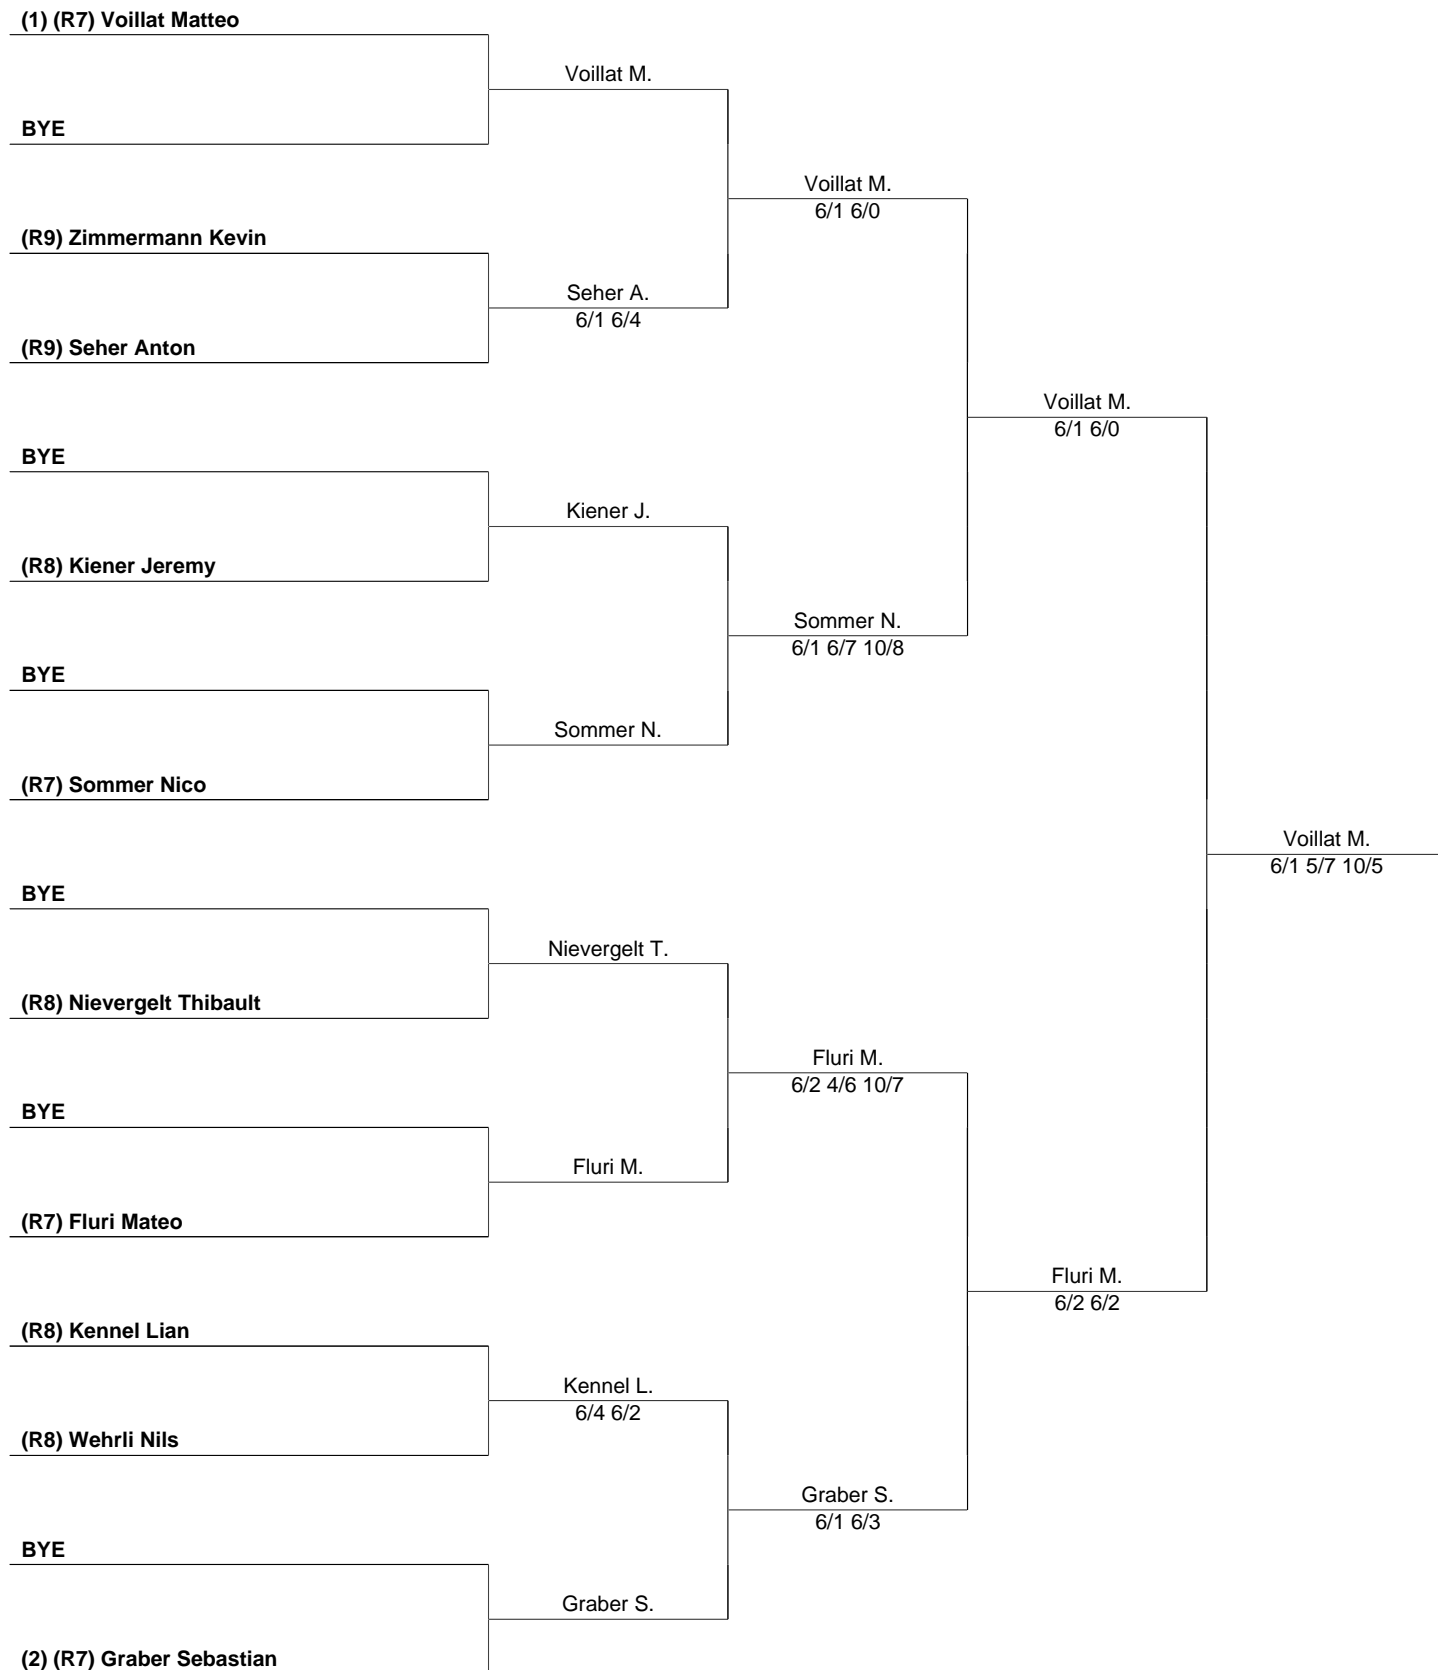 (1) (R7) Voillat Matteo
Voillat M.
BYE
Voillat M.
6/1 6/0
(R9) Zimmermann Kevin
Seher A.
6/1 6/4
(R9) Seher Anton
Voillat M.
6/1 6/0
BYE
Kiener J.
(R8) Kiener Jeremy
Sommer N.
6/1 6/7 10/8
BYE
Sommer N.
(R7) Sommer Nico
Voillat M.
6/1 5/7 10/5
BYE
Nievergelt T.
(R8) Nievergelt Thibault
Fluri M.
6/2 4/6 10/7
BYE
Fluri M.
(R7) Fluri Mateo
Fluri M.
6/2 6/2
(R8) Kennel Lian
Kennel L.
6/4 6/2
(R8) Wehrli Nils
Graber S.
6/1 6/3
BYE
Graber S.
(2) (R7) Graber Sebastian